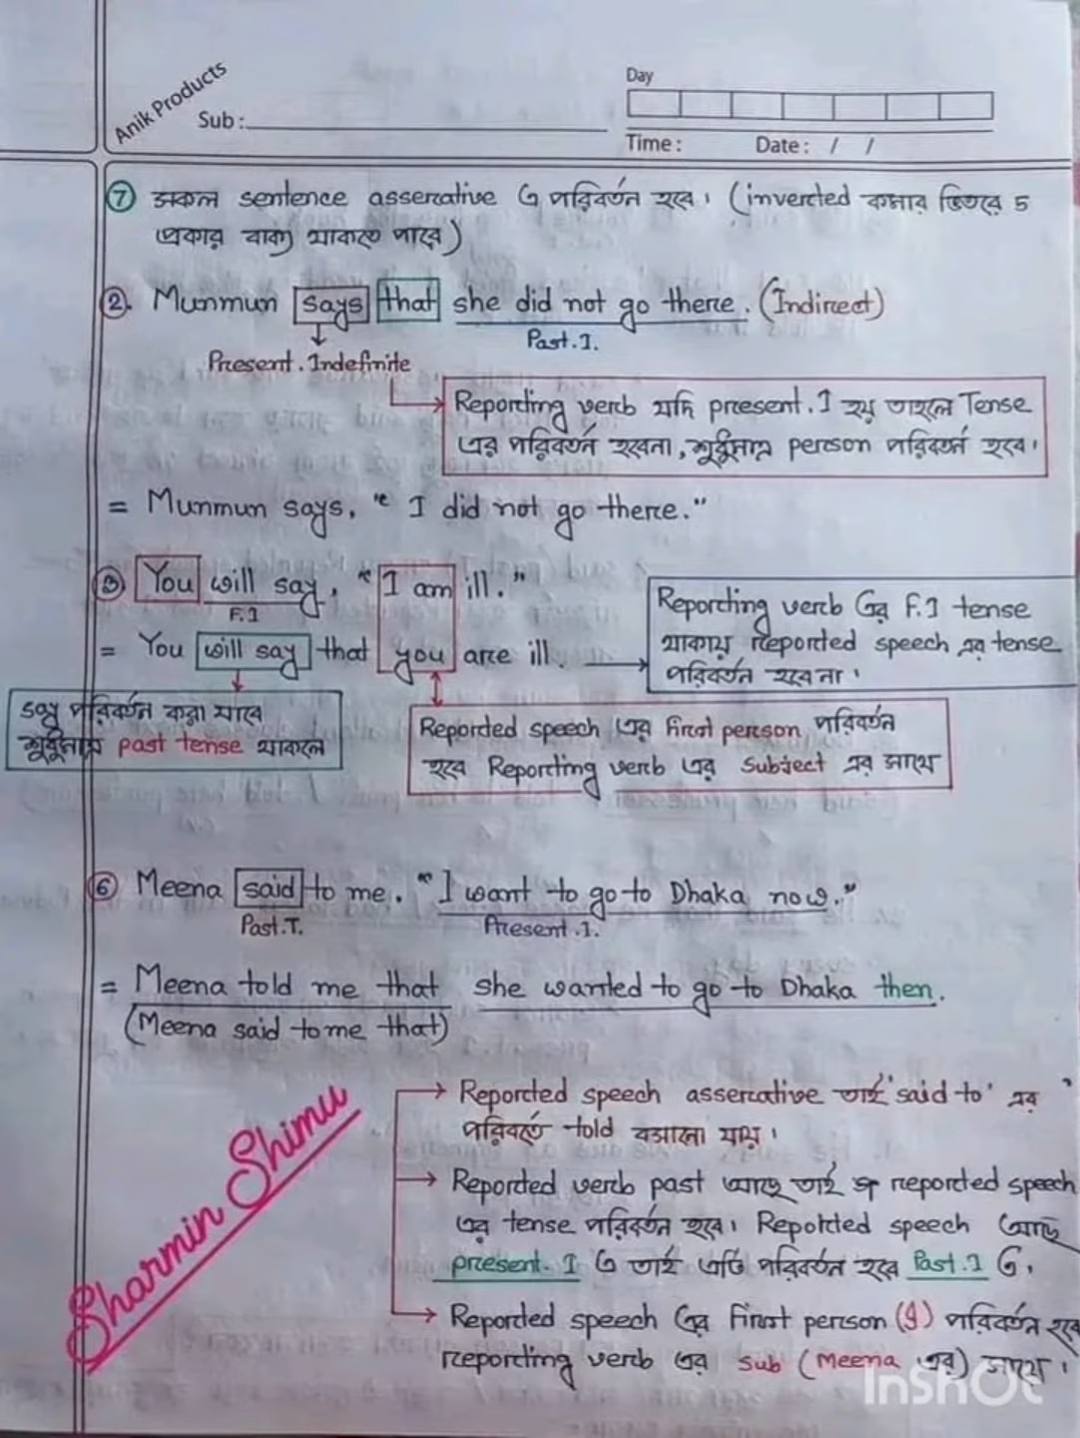 Anik Products
Day
Sub :
Time :    Date :   /   /
⑦ সকল sentence asserative এ পরিবর্তন হবে। (inverted কমার ভিতরে ৫
প্রকার বাক্য থাকতে পারে)
②. Munmun says that she did not go there. (Indirect)
Past.I.
Present.Indefinite
Reporting verb যদি present.I হয় তাহলে Tense
এর পরিবর্তন হবেনা, শুধুমাত্র person পরিবর্তন হবে।
= Munmun says, "I did not go there."
③ You will say, "I am ill."
F.I
Reporting verb এর F.I tense
= You will say that you are ill.
থাকায় reported speech এর tense
পরিবর্তন হবে না।
say পরিবর্তন করা যাবে
শুধুমাত্র past tense থাকলে
Reported speech এর first person পরিবর্তন
হবে Reporting verb এর Subject এর সাথে
⑥ Meena said to me. "I want to go to Dhaka now."
Past.T.    Present.I.
= Meena told me that she wanted to go to Dhaka then.
(Meena said to me that)
Sharmin Shimu
Reported speech asserative তাই 'said to' এর
পরিবর্তে told বসানো যায়।
Reported verb past আছে তাই reported speech
এর tense পরিবর্তন হবে। Reported speech আছে
present.I এ তাই এটি পরিবর্তন হবে Past.I এ।
Reported speech এর first person (I) পরিবর্তন হবে
reporting verb এর sub (Meena এর) সাথে।
InShOt